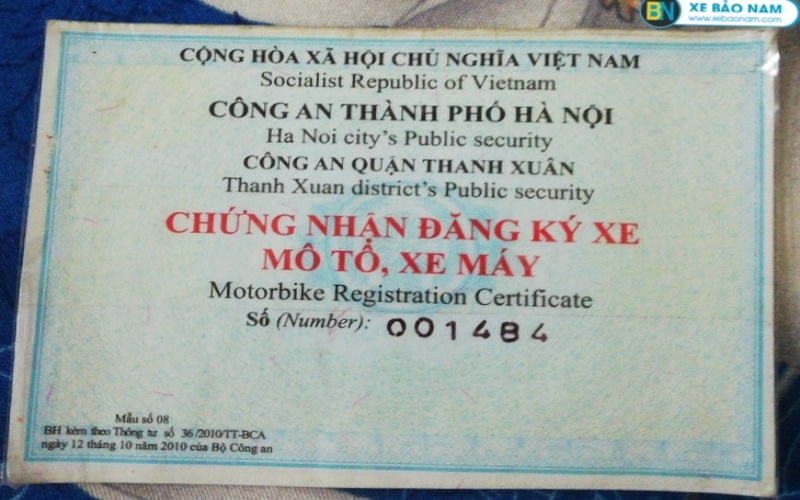 BN XE BẢO NAM
www.xebaonam.com
CỘNG HÒA XÃ HỘI CHỦ NGHĨA VIỆT NAM
Socialist Republic of Vietnam
CÔNG AN THÀNH PHỐ HÀ NỘI
Ha Noi city's Public security
CÔNG AN QUẬN THANH XUÂN
Thanh Xuan district's Public security
CHỨNG NHẬN ĐĂNG KÝ XE
MÔ TÔ, XE MÁY
Motorbike Registration Certificate
Số (Number): 001484
Mẫu số 08
BH kèm theo Thông tư số 36/2010/TT-BCA
ngày 12 tháng 10 năm 2010 của Bộ Công an